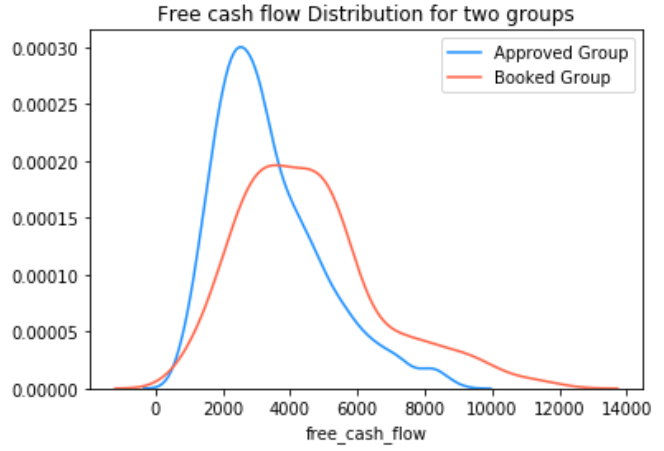 Free cash flow Distribution for two groups
Approved Group
Booked Group
0.00030
0.00025
0.00020
0.00015
0.00010
0.00005
0.00000
0 2000 4000 6000 8000 10000 12000 14000
free_cash_flow